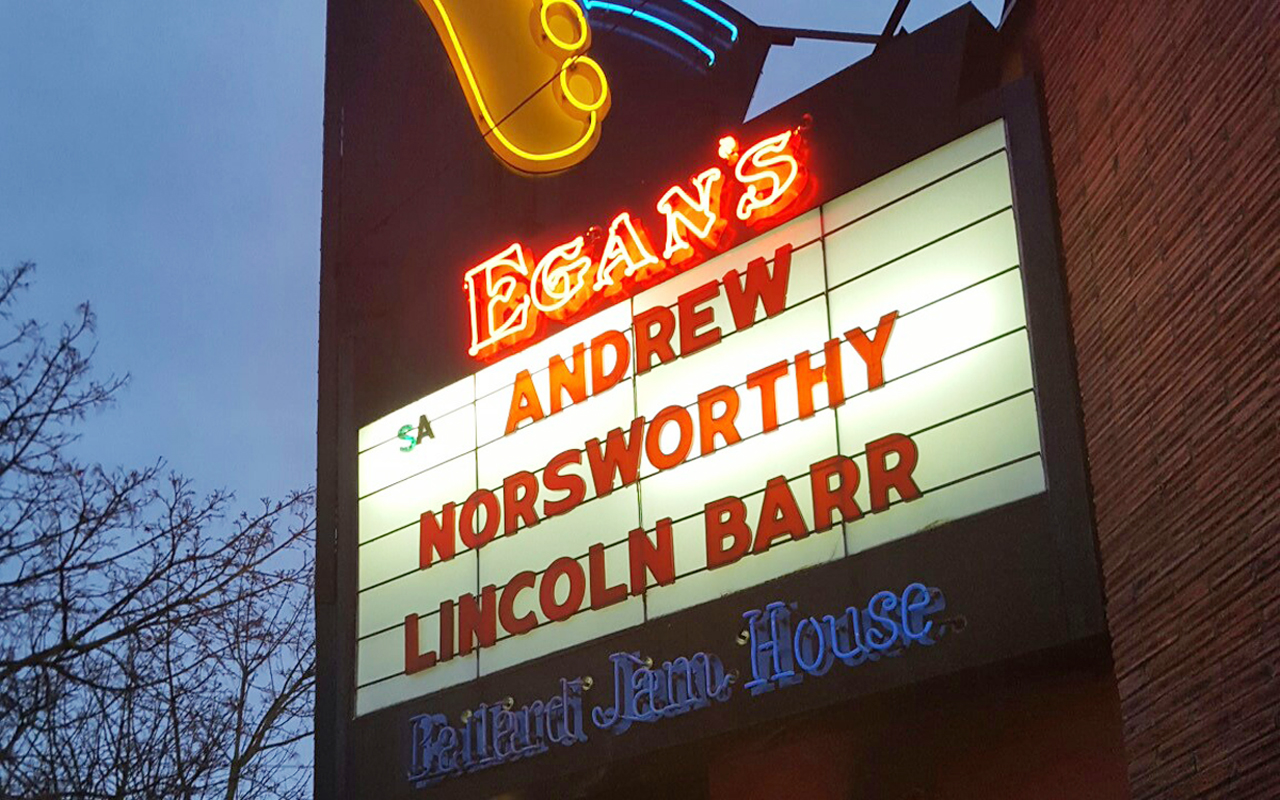 EGAN'S
ANDREW
SA
NORSWORTHY
LINCOLN BARR
Ballard Jam House